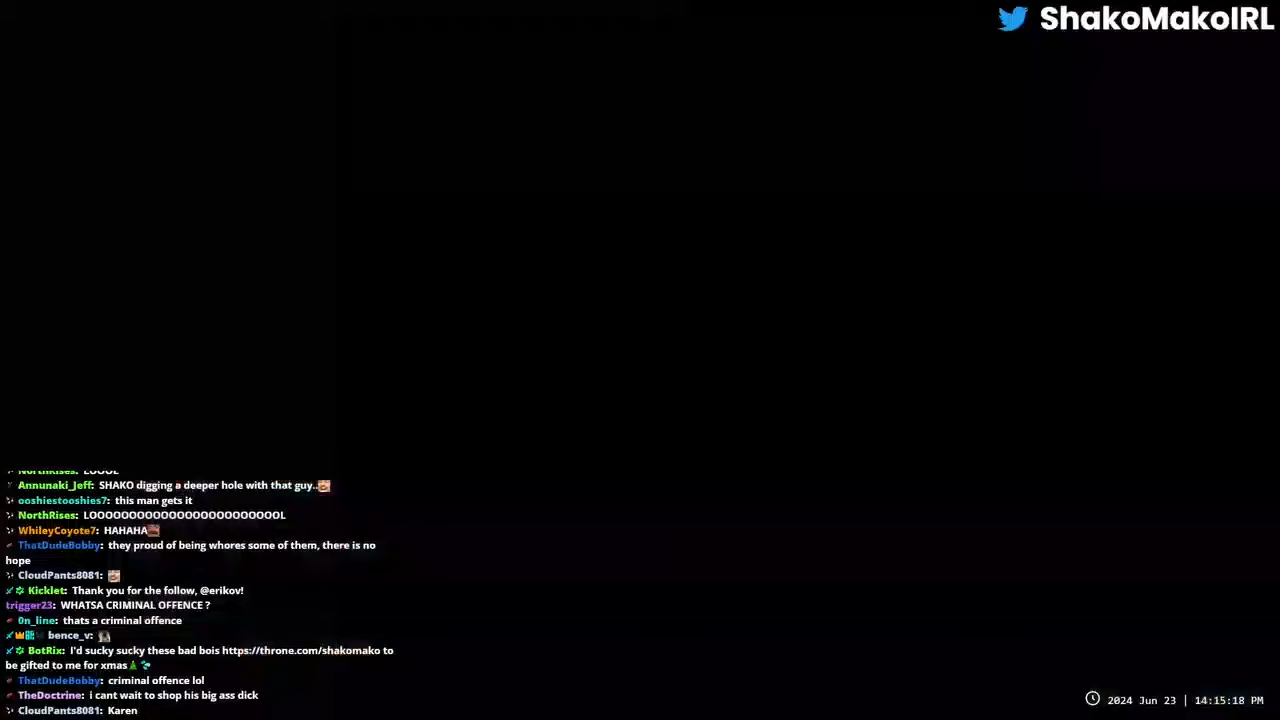 ShakoMakoIRL
NorthRises: LOOOL
Annunaki_Jeff: SHAKO digging a deeper hole with that guy..
ooshiestooshies7: this man gets it
NorthRises: LOOOOOOOOOOOOOOOOOOOOOOOOL
WhileyCoyote7: HAHAHA
ThatDudeBobby: they proud of being whores some of them, there is no
hope
CloudPants8081:
Kicklet: Thank you for the follow, @erikov!
trigger23: WHATSA CRIMINAL OFFENCE ?
0n_line: thats a criminal offence
bence_v:
BotRix: I'd sucky sucky these bad bois https://throne.com/shakomako to
be gifted to me for xmas
ThatDudeBobby: criminal offence lol
TheDoctrine: i cant wait to shop his big ass dick
CloudPants8081: Karen
2024 Jun 23 | 14:15:18 PM